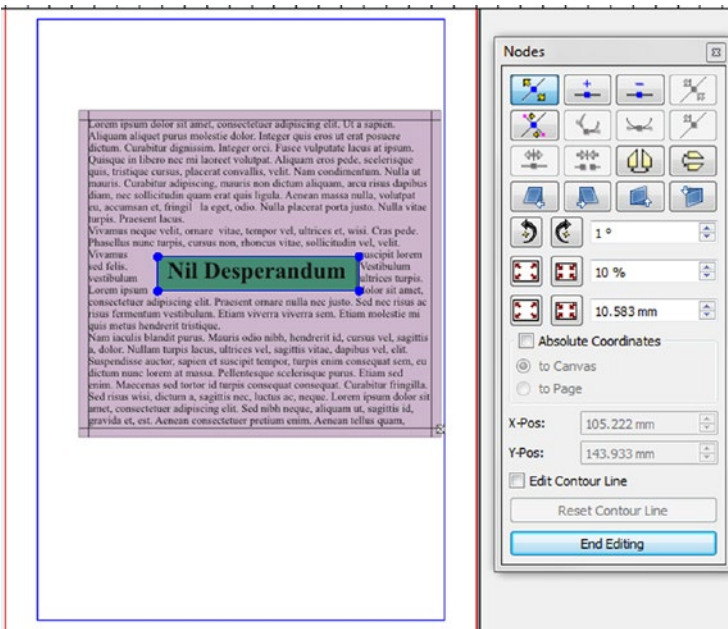 Lorem ipsum dolor sit amet, consectetuer adipiscing elit. Ut a sapien.
Aliquam aliquet purus molestie dolor. Integer quis eros ut erat posuere
dictum. Curabitur dignissim. Integer orci. Fusce vulputate lacus at ipsum.
Quisque in libero nec mi laoreet volutpat. Aliquam eros pede, scelerisque
quis, tristique cursus, placerat convallis, velit. Nam condimentum. Nulla ut
mauris. Curabitur adipiscing, mauris non dictum aliquam, arcu risus dapibus
diam, nec sollicitudin quam erat quis ligula. Aenean massa nulla, volutpat
eu, accumsan et, fringil la eget, odio. Nulla placerat porta justo. Nulla vitae
turpis. Praesent lacus.
Vivamus neque velit, ornare vitae, tempor vel, ultrices et, wisi. Cras pede.
Phasellus nunc turpis, cursus non, rhoncus vitae, sollicitudin vel, velit.
Vivamus suscipit lorem
sed felis. Vestibulum
vestibulum ultrices turpis.
Lorem ipsum dolor sit amet,
Nil Desperandum
consectetuer adipiscing elit. Praesent ornare nulla nec justo. Sed nec risus ac
risus fermentum vestibulum. Etiam viverra viverra sem. Etiam molestie mi
quis metus hendrerit tristique.
Nam iaculis blandit purus. Mauris odio nibh, hendrerit id, cursus vel, sagittis
a, dolor. Nullam turpis lacus, ultrices vel, sagittis vitae, dapibus vel, elit.
Suspendisse auctor, sapien et suscipit tempor, turpis enim consequat sem, eu
dictum nunc lorem at massa. Pellentesque scelerisque purus. Etiam sed
enim. Maecenas sed tortor id turpis consequat consequat. Curabitur fringilla.
Sed risus wisi, dictum a, sagittis nec, luctus ac, neque. Lorem ipsum dolor sit
amet, consectetuer adipiscing elit. Sed nibh neque, aliquam ut, sagittis id,
gravida et, est. Aenean consectetuer pretium enim. Aenean tellus quam,
Nodes
1 °
10 %
10.583 mm
Absolute Coordinates
to Canvas
to Page
X-Pos: 105.222 mm
Y-Pos: 143.933 mm
Edit Contour Line
Reset Contour Line
End Editing